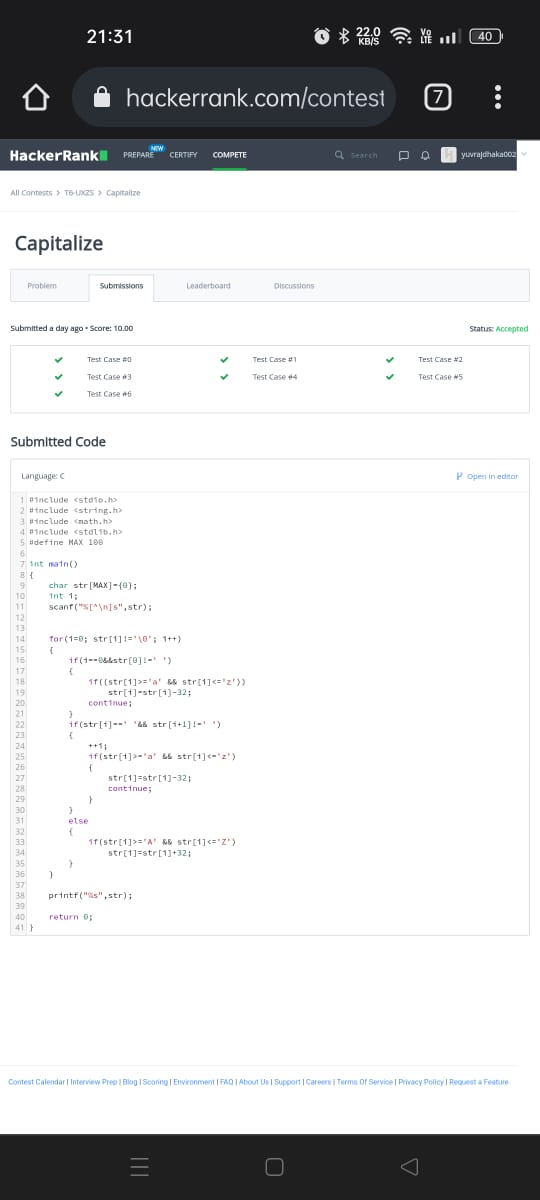 21:31
22.0 KB/S Vo LTE 40
hackerrank.com/contest
7
HackerRank PREPARE NEW CERTIFY COMPETE Search yuvrajdhaka002
All Contests > T6-UXZS > Capitalize
Capitalize
Problem Submissions Leaderboard Discussions
Submitted a day ago • Score: 10.00 Status: Accepted
Test Case #0 Test Case #1 Test Case #2
Test Case #3 Test Case #4 Test Case #5
Test Case #6
Submitted Code
Language: C Open in editor
1 #include <stdio.h>
2 #include <string.h>
3 #include <math.h>
4 #include <stdlib.h>
5 #define MAX 100
6
7 int main()
8 {
9 char str[MAX]={0};
10 int i;
11 scanf("%[^\n]s",str);
12
13
14 for(i=0; str[i]!='\0'; i++)
15 {
16 if(i==0&&str[0]!=' ')
17 {
18 if((str[i]>='a' && str[i]<='z'))
19 str[i]=str[i]-32;
20 continue;
21 }
22 if(str[i]==' '&& str[i+1]!=' ')
23 {
24 ++i;
25 if(str[i]>='a' && str[i]<='z')
26 {
27 str[i]=str[i]-32;
28 continue;
29 }
30 }
31 else
32 {
33 if(str[i]>='A' && str[i]<='Z')
34 str[i]=str[i]+32;
35 }
36 }
37
38 printf("%s",str);
39
40 return 0;
41 }
Contest Calendar | Interview Prep | Blog | Scoring | Environment | FAQ | About Us | Support | Careers | Terms Of Service | Privacy Policy | Request a Feature